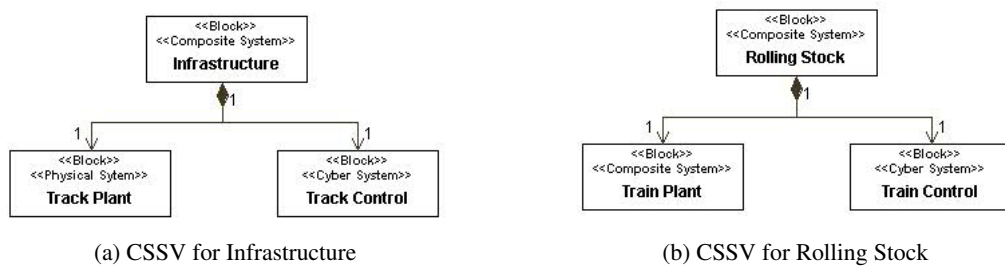 <<Block>>
<<Composite System>>
Infrastructure
1
1
1
<<Block>>
<<Physical Sytem>>
Track Plant
<<Block>>
<<Cyber System>>
Track Control
(a) CSSV for Infrastructure
<<Block>>
<<Composite System>>
Rolling Stock
1
1
1
<<Block>>
<<Composite System>>
Train Plant
<<Block>>
<<Cyber System>>
Train Control
(b) CSSV for Rolling Stock